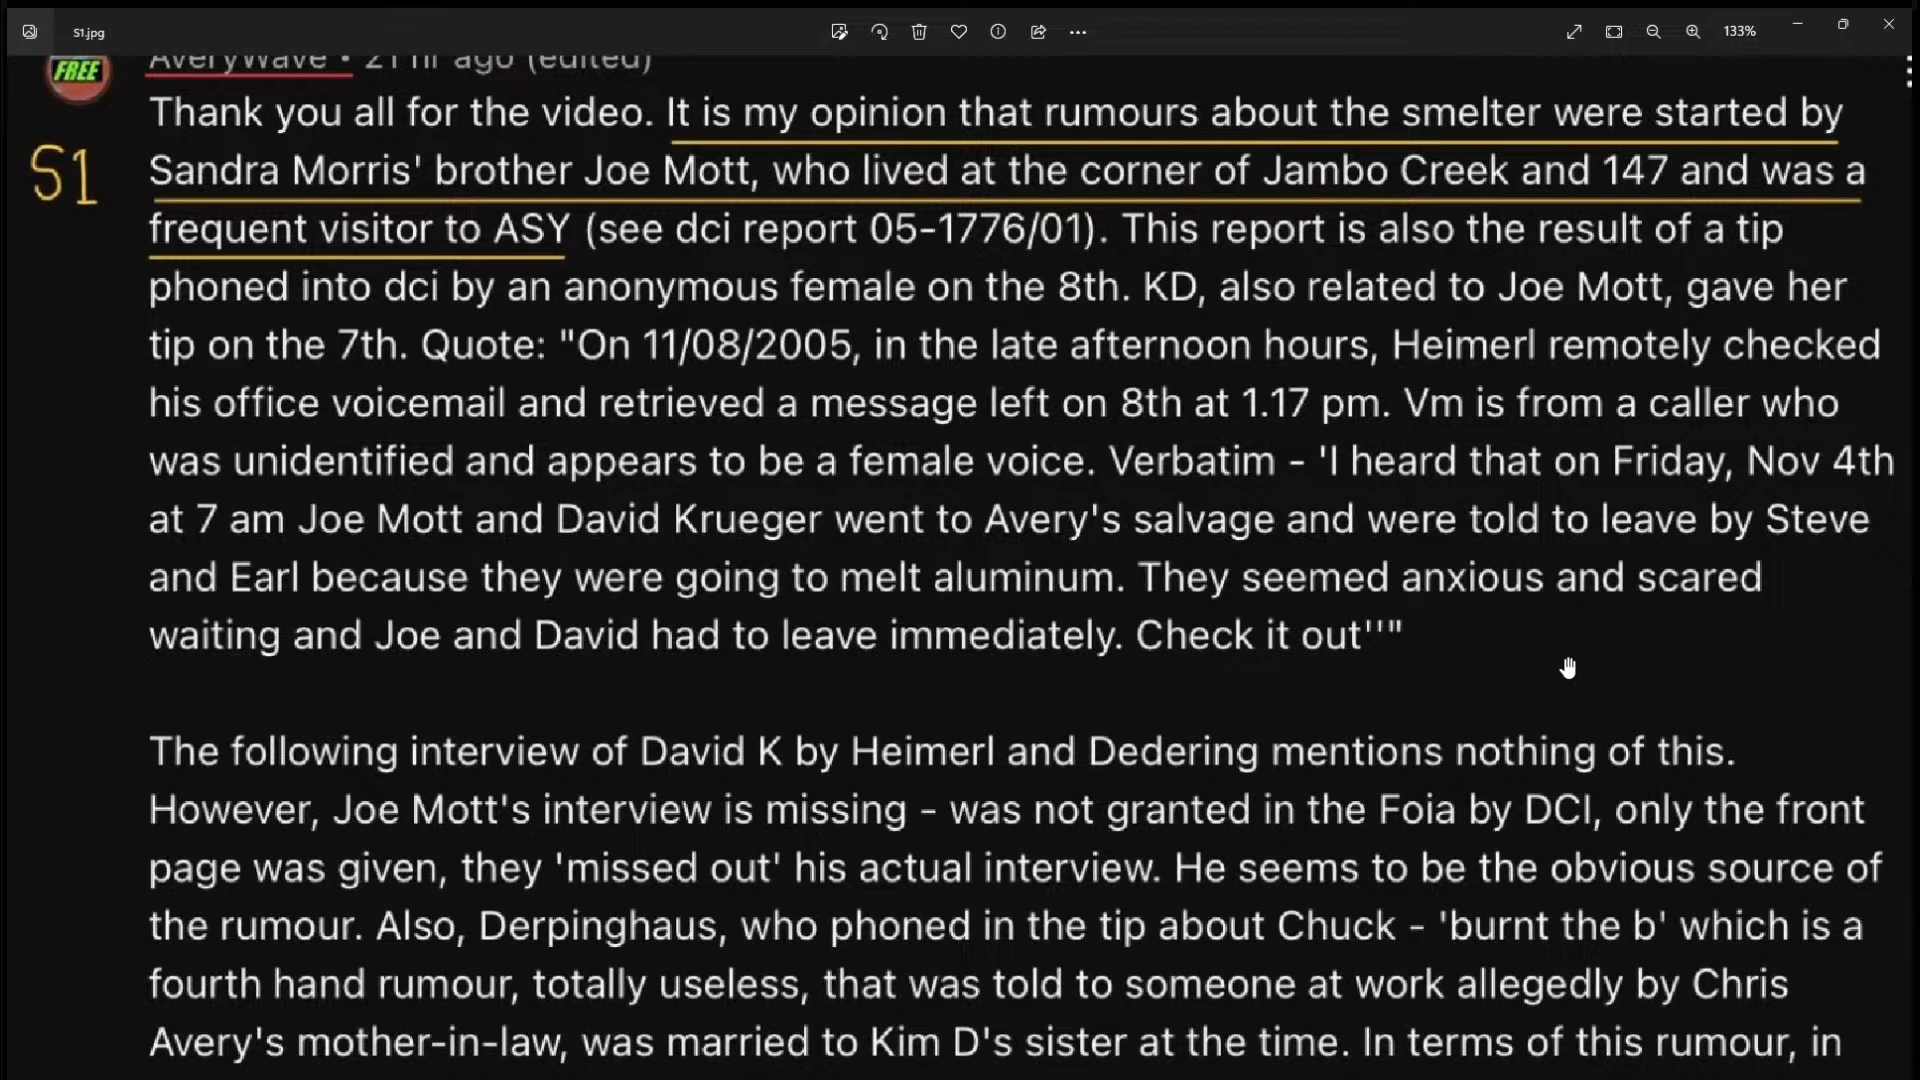 S1.jpg
133%
FREE
AveryWave • 21 hr ago (edited)
Thank you all for the video. It is my opinion that rumours about the smelter were started by
S1
Sandra Morris' brother Joe Mott, who lived at the corner of Jambo Creek and 147 and was a
frequent visitor to ASY (see dci report 05-1776/01). This report is also the result of a tip
phoned into dci by an anonymous female on the 8th. KD, also related to Joe Mott, gave her
tip on the 7th. Quote: "On 11/08/2005, in the late afternoon hours, Heimerl remotely checked
his office voicemail and retrieved a message left on 8th at 1.17 pm. Vm is from a caller who
was unidentified and appears to be a female voice. Verbatim - 'I heard that on Friday, Nov 4th
at 7 am Joe Mott and David Krueger went to Avery's salvage and were told to leave by Steve
and Earl because they were going to melt aluminum. They seemed anxious and scared
waiting and Joe and David had to leave immediately. Check it out''"
The following interview of David K by Heimerl and Dedering mentions nothing of this.
However, Joe Mott's interview is missing - was not granted in the Foia by DCI, only the front
page was given, they 'missed out' his actual interview. He seems to be the obvious source of
the rumour. Also, Derpinghaus, who phoned in the tip about Chuck - 'burnt the b' which is a
fourth hand rumour, totally useless, that was told to someone at work allegedly by Chris
Avery's mother-in-law, was married to Kim D's sister at the time. In terms of this rumour, in